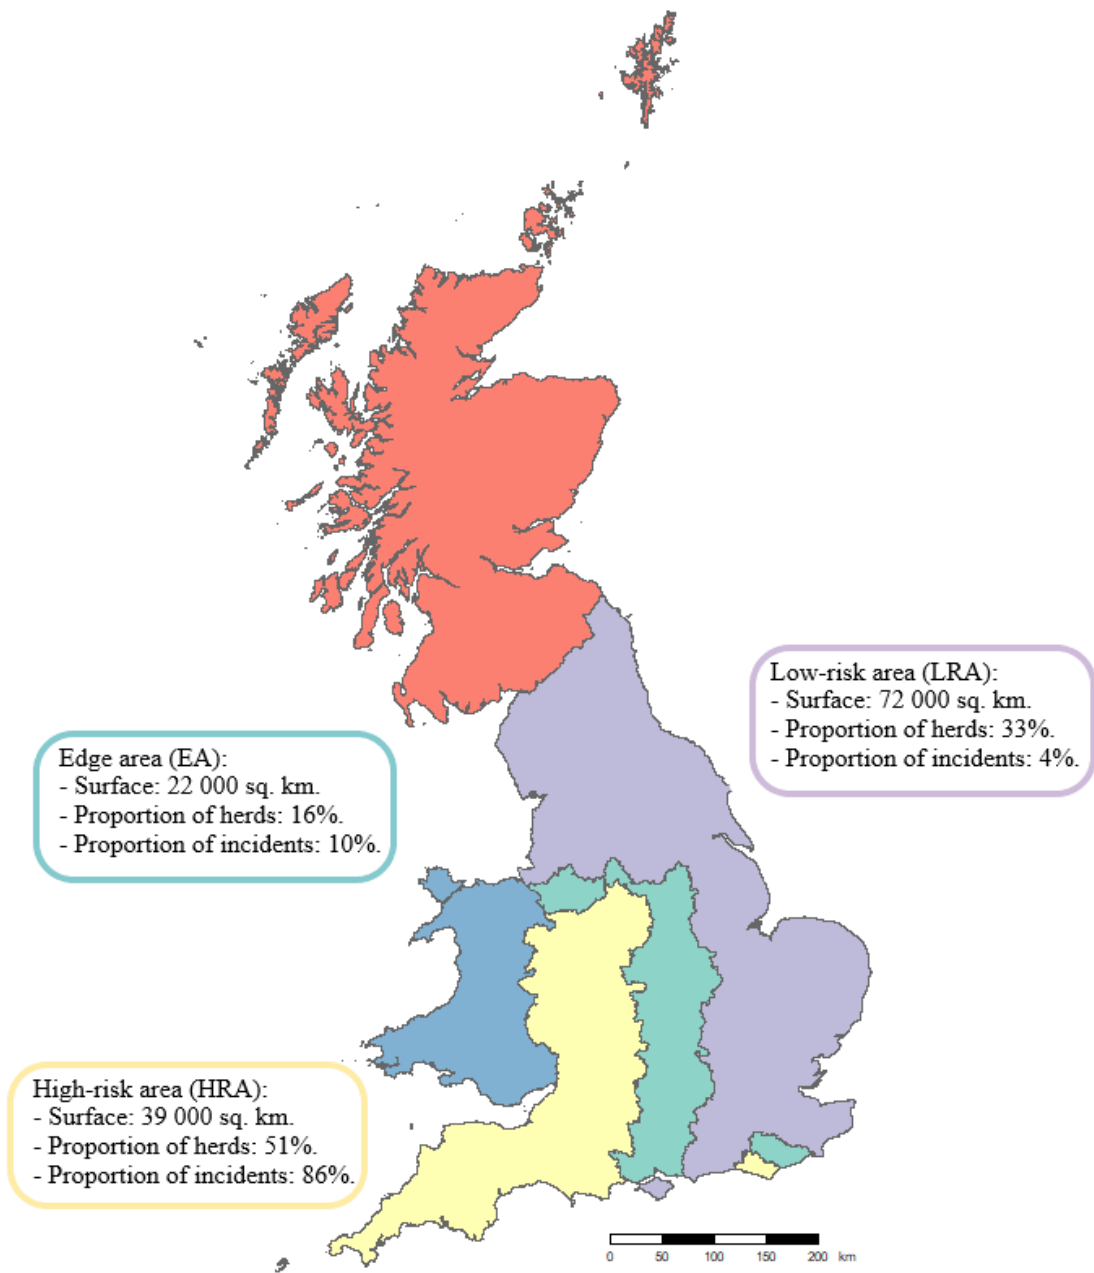 Low-risk area (LRA):
- Surface: 72 000 sq. km.
- Proportion of herds: 33%.
- Proportion of incidents: 4%.
Edge area (EA):
- Surface: 22 000 sq. km.
- Proportion of herds: 16%.
- Proportion of incidents: 10%.
High-risk area (HRA):
- Surface: 39 000 sq. km.
- Proportion of herds: 51%.
- Proportion of incidents: 86%.
0 50 100 150 200 km